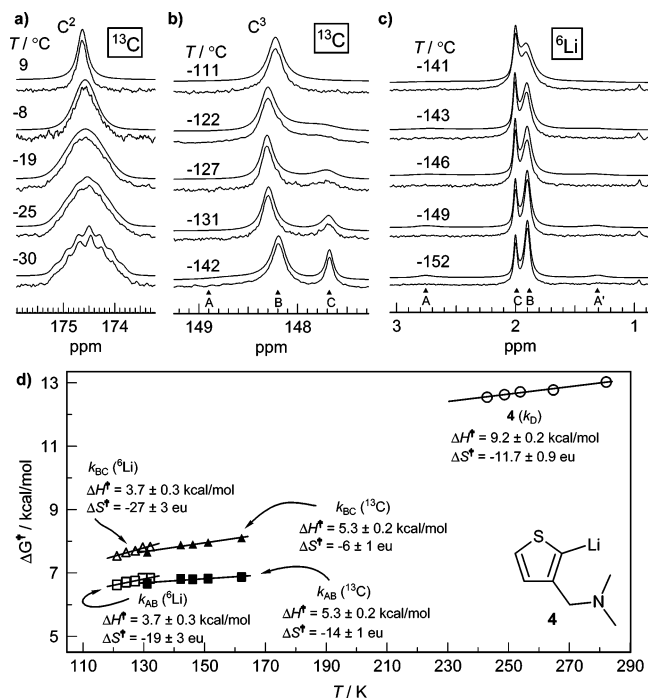 a)
C²
¹³C
T / °C
9
-8
-19
-25
-30
175
174
ppm
b)
C³
¹³C
T / °C
-111
-122
-127
-131
-142
A
B
C
149
148
ppm
c)
⁶Li
T / °C
-141
-143
-146
-149
-152
A
C
B
A'
3
2
1
ppm
d)
13
11
9
7
5
ΔG‡ / kcal/mol
4 (kD)
ΔH‡ = 9.2 ± 0.2 kcal/mol
ΔS‡ = -11.7 ± 0.9 eu
kBC (⁶Li)
ΔH‡ = 3.7 ± 0.3 kcal/mol
ΔS‡ = -27 ± 3 eu
kBC (¹³C)
ΔH‡ = 5.3 ± 0.2 kcal/mol
ΔS‡ = -6 ± 1 eu
kAB (⁶Li)
ΔH‡ = 3.7 ± 0.3 kcal/mol
ΔS‡ = -19 ± 3 eu
kAB (¹³C)
ΔH‡ = 5.3 ± 0.2 kcal/mol
ΔS‡ = -14 ± 1 eu
S
Li
N
4
110 130 150 170 190 210 230 250 270 290
T / K